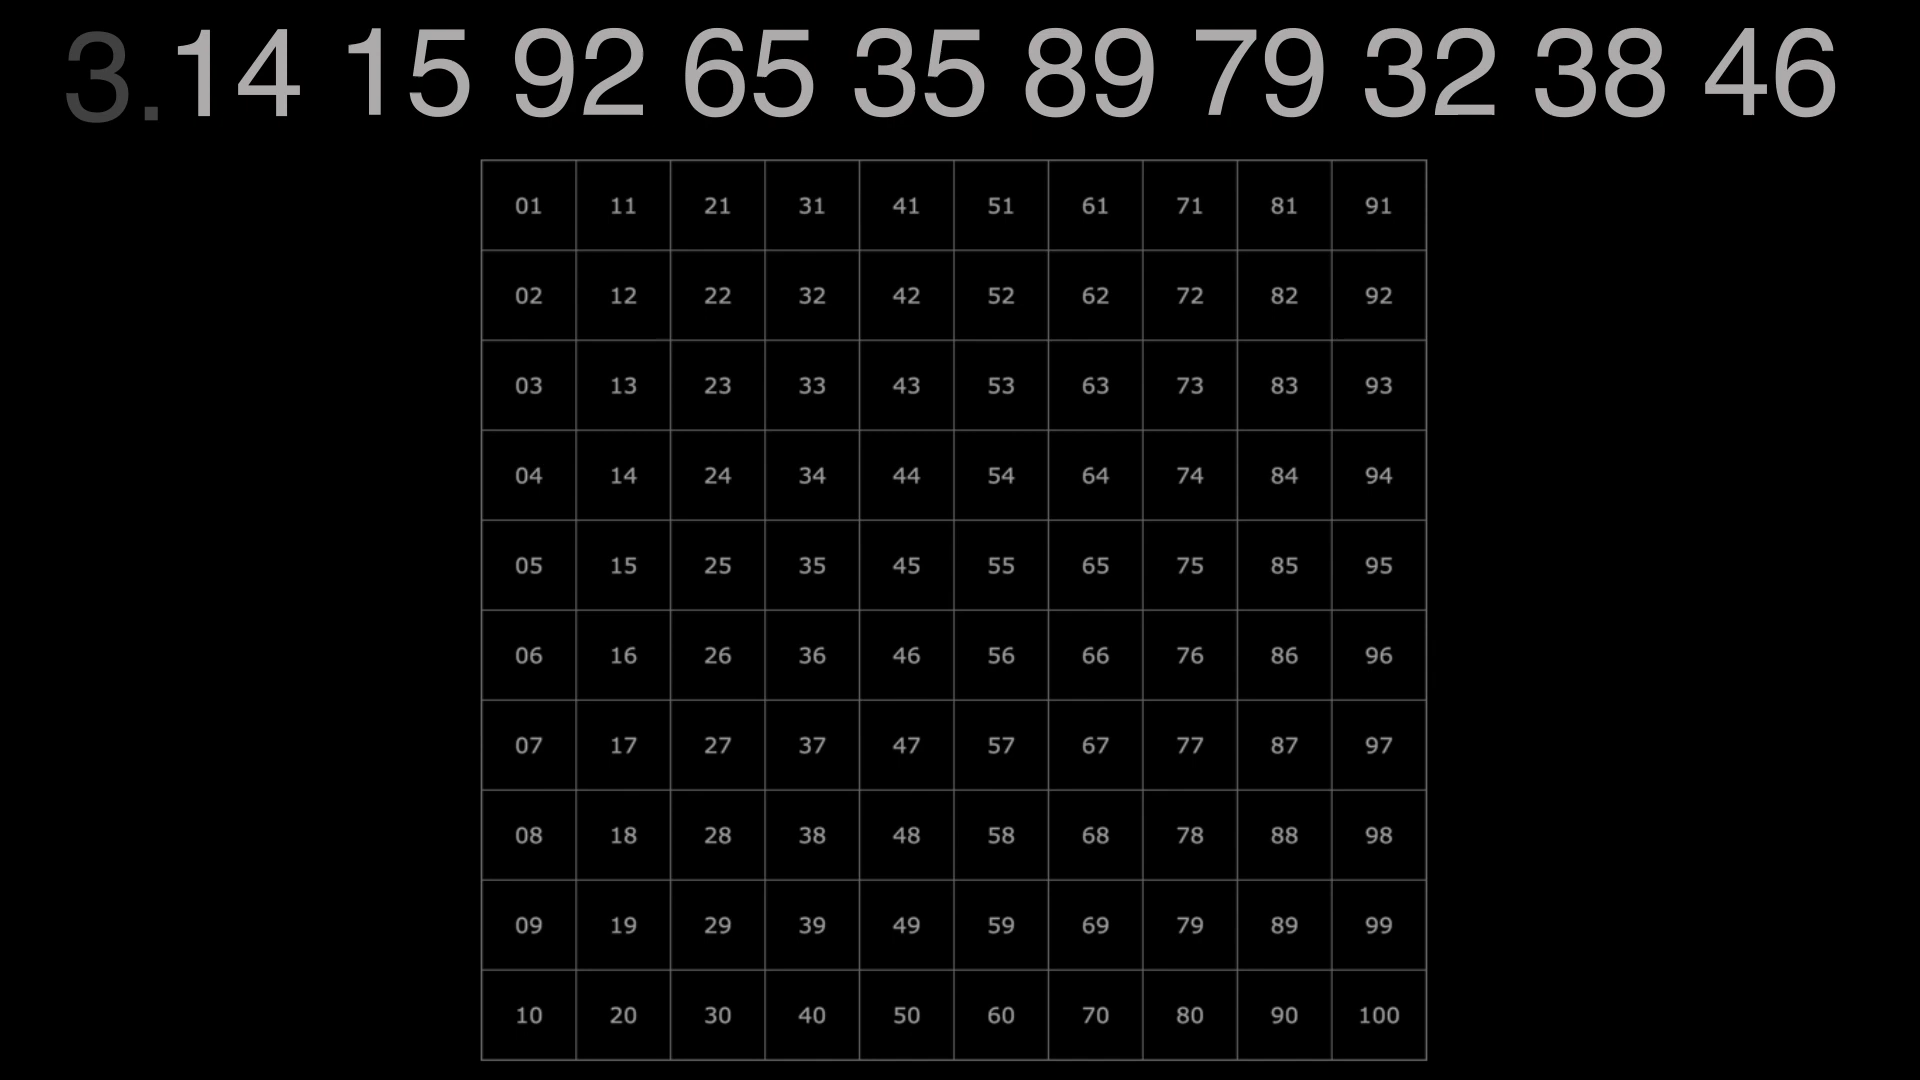 3.14 15 92 65 35 89 79 32 38 46
01 11 21 31 41 51 61 71 81 91
02 12 22 32 42 52 62 72 82 92
03 13 23 33 43 53 63 73 83 93
04 14 24 34 44 54 64 74 84 94
05 15 25 35 45 55 65 75 85 95
06 16 26 36 46 56 66 76 86 96
07 17 27 37 47 57 67 77 87 97
08 18 28 38 48 58 68 78 88 98
09 19 29 39 49 59 69 79 89 99
10 20 30 40 50 60 70 80 90 100